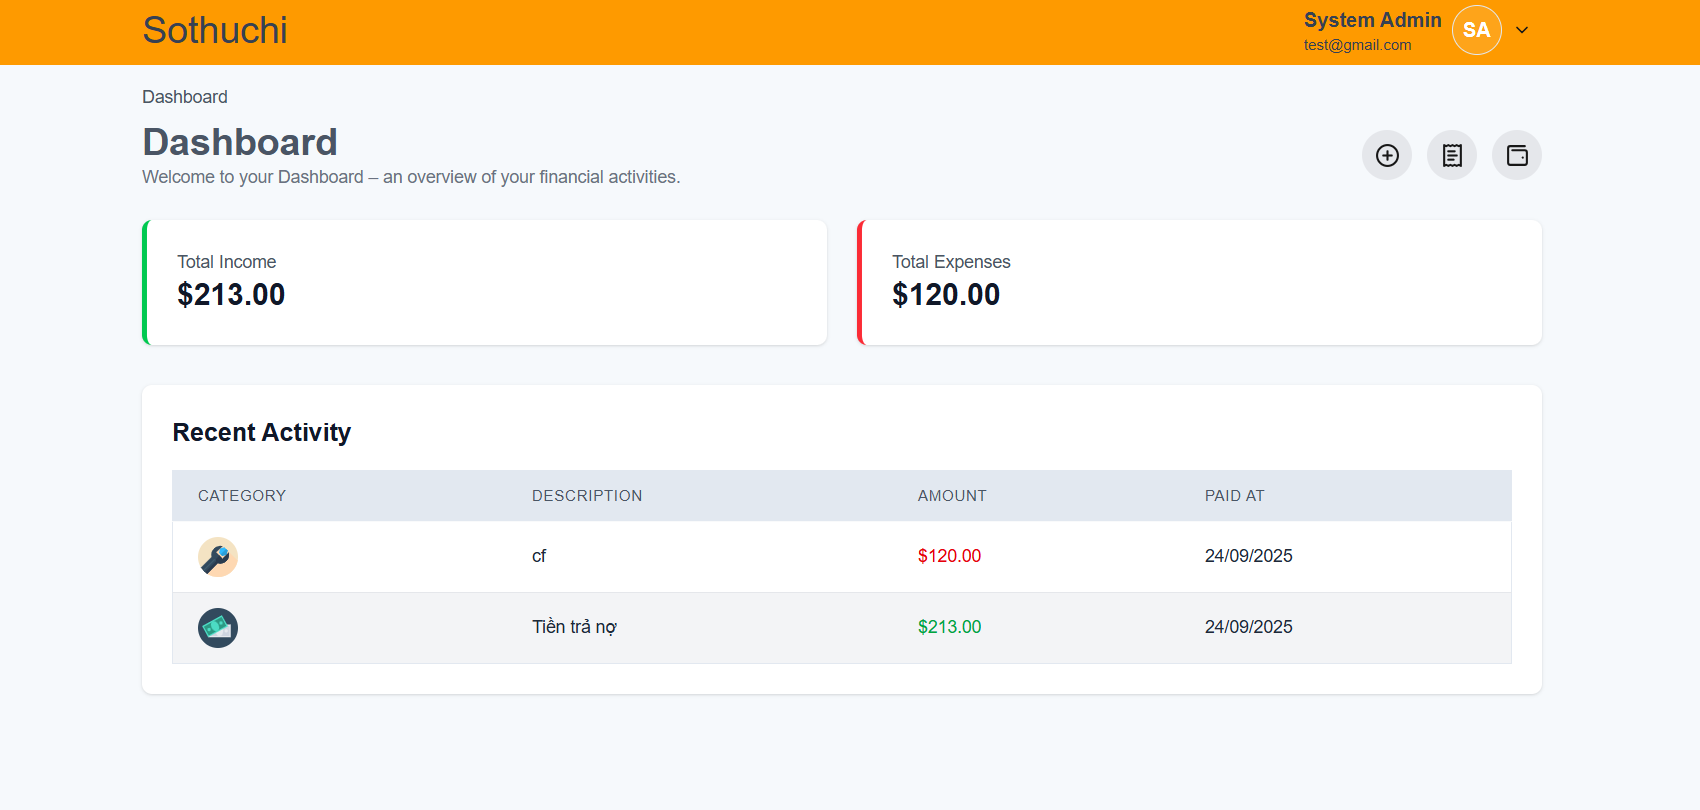 Sothuchi
System Admin
test@gmail.com
SA
Dashboard
Dashboard
Welcome to your Dashboard – an overview of your financial activities.
Total Income
$213.00
Total Expenses
$120.00
Recent Activity
CATEGORY DESCRIPTION AMOUNT PAID AT
cf $120.00 24/09/2025
Tiền trả nợ $213.00 24/09/2025